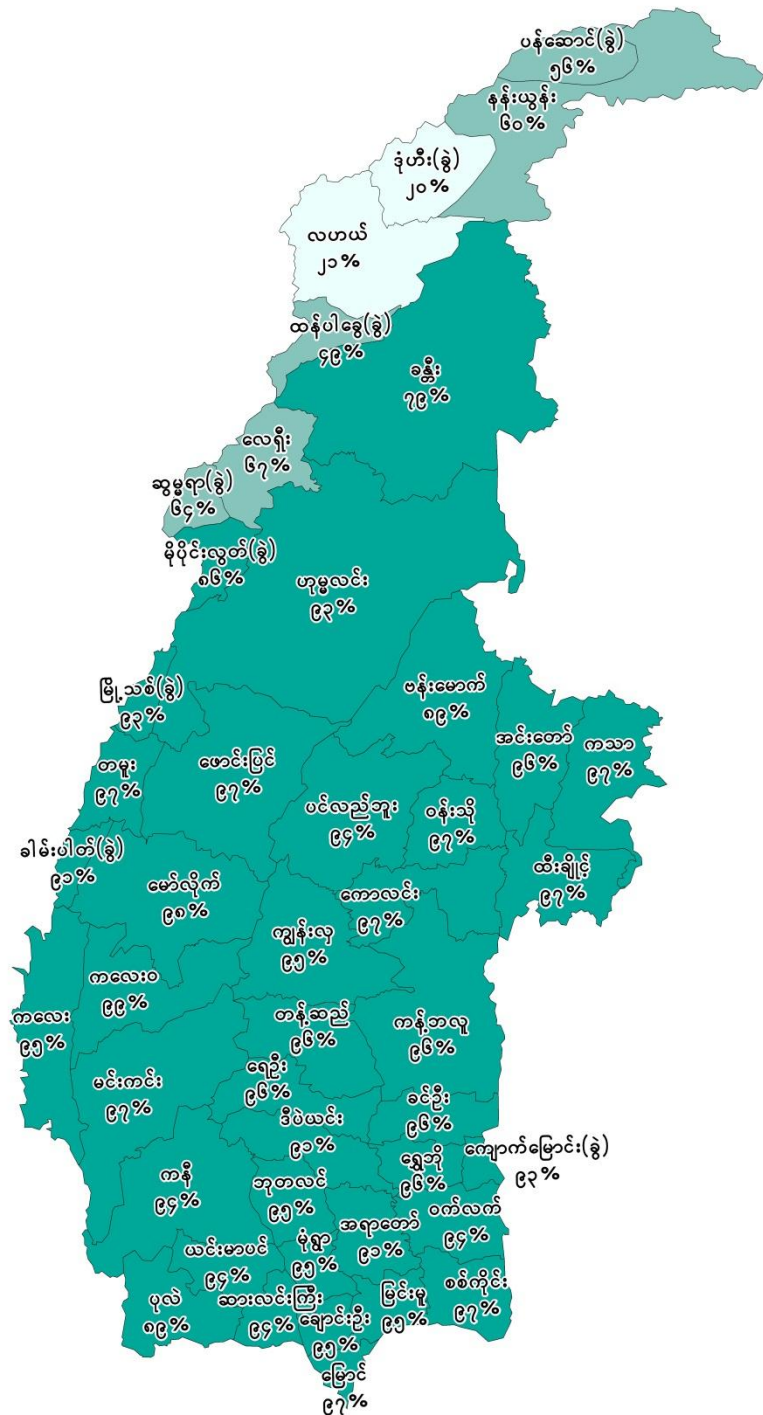 ပန်ဆောင်(ခွဲ)
၅၆%
နန်းယွန်း
၆၀%
ဒုံဟီး(ခွဲ)
၂၀%
လဟယ်
၂၁%
ထန်ပါခွေ(ခွဲ)
၄၉%
ခန္တီး
၇၉%
လေရှီး
၆၇%
ဆွမ္မရာ(ခွဲ)
၆၄%
မိုပိုင်းလွတ်(ခွဲ)
၈၆%
ဟုမ္မလင်း
၉၃%
မြို့သစ်(ခွဲ)
၉၃%
ဗန်းမောက်
၈၉%
အင်းတော်
၉၆%
ကသာ
၉၇%
တမူး
၉၇%
ဖောင်းပြင်
၉၇%
ပင်လည်ဘူး
၉၄%
ဝန်းသို
၉၇%
ခါမ်းပါတ်(ခွဲ)
၉၁%
မော်လိုက်
၉၈%
ကောလင်း
၉၇%
ထီးချိုင့်
၉၇%
ကျွန်းလှ
၉၅%
ကလေးဝ
၉၉%
ကလေး
၉၅%
တန့်ဆည်
၉၆%
ကန့်ဘလူ
၉၆%
မင်းကင်း
၉၇%
ရေဦး
၉၆%
ခင်ဦး
၉၆%
ဒီပဲယင်း
၉၁%
ရွှေဘို
၉၆%
ကျောက်မြောင်း(ခွဲ)
၉၃%
ကနီ
၉၄%
ဘုတလင်
၉၅%
အရာတော်
၉၁%
ဝက်လက်
၉၄%
ယင်းမာပင်
၉၄%
မုံရွာ
၉၅%
ပုလဲ
၈၉%
ဆားလင်းကြီး
၉၄%
ချောင်းဦး
၉၅%
မြင်းမူ
၉၅%
စစ်ကိုင်း
၉၇%
မြောင်
၉၇%